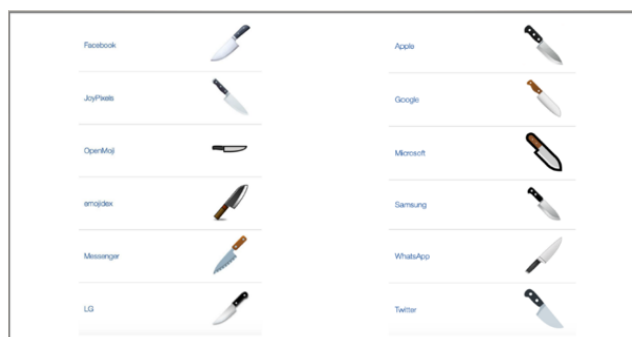 Facebook
JoyPixels
OpenMoji
emojidex
Messenger
LG
Apple
Google
Microsoft
Samsung
WhatsApp
Twitter